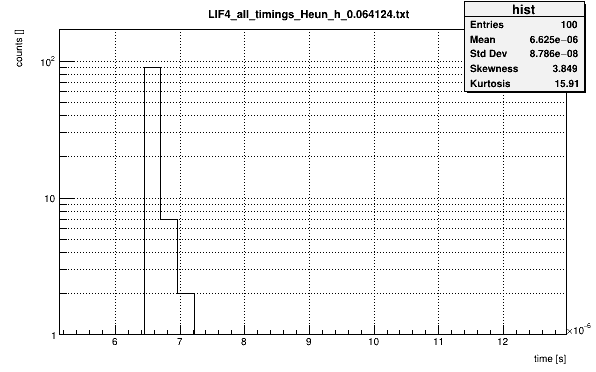 LIF4_all_timings_Heun_h_0.064124.txt
hist
Entries 100
Mean 6.625e−06
Std Dev 8.786e−08
Skewness 3.849
Kurtosis 15.91
counts []
10²
10
1
6 7 8 9 10 11 12
×10⁻⁶
time [s]